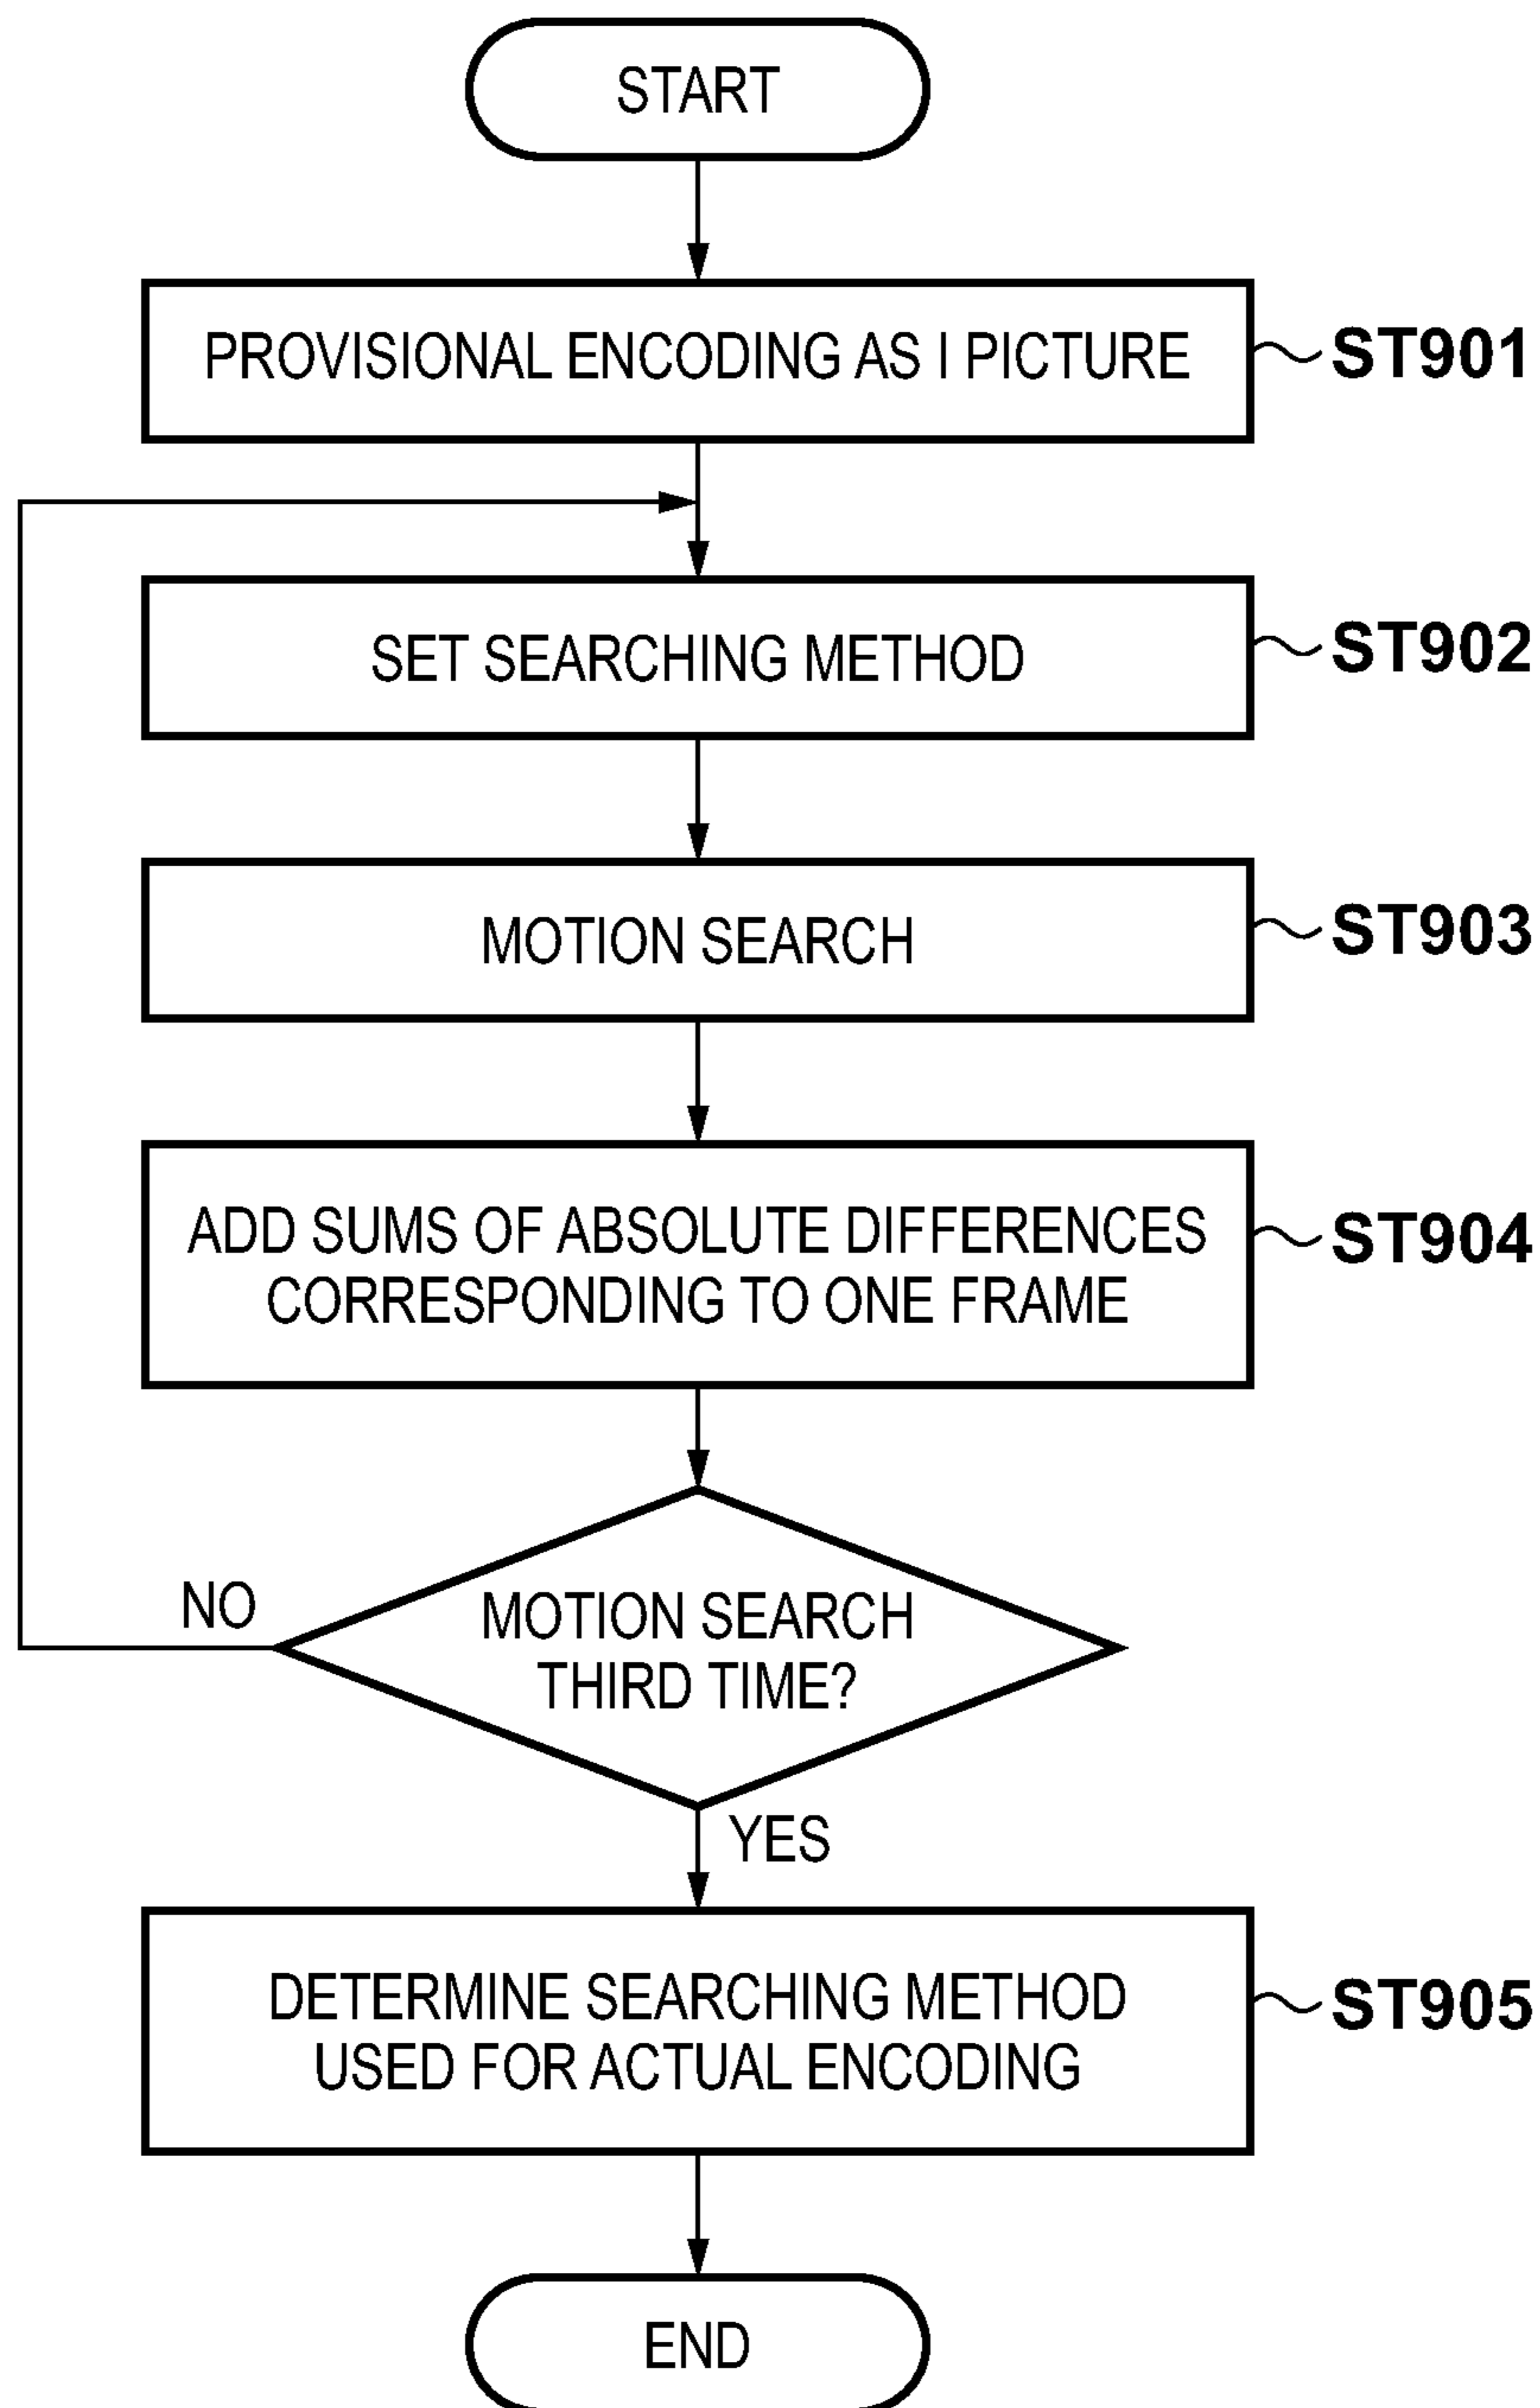 START
PROVISIONAL ENCODING AS I PICTURE
ST901
SET SEARCHING METHOD
ST902
MOTION SEARCH
ST903
ADD SUMS OF ABSOLUTE DIFFERENCES
CORRESPONDING TO ONE FRAME
ST904
NO
MOTION SEARCH
THIRD TIME?
YES
DETERMINE SEARCHING METHOD
USED FOR ACTUAL ENCODING
ST905
END